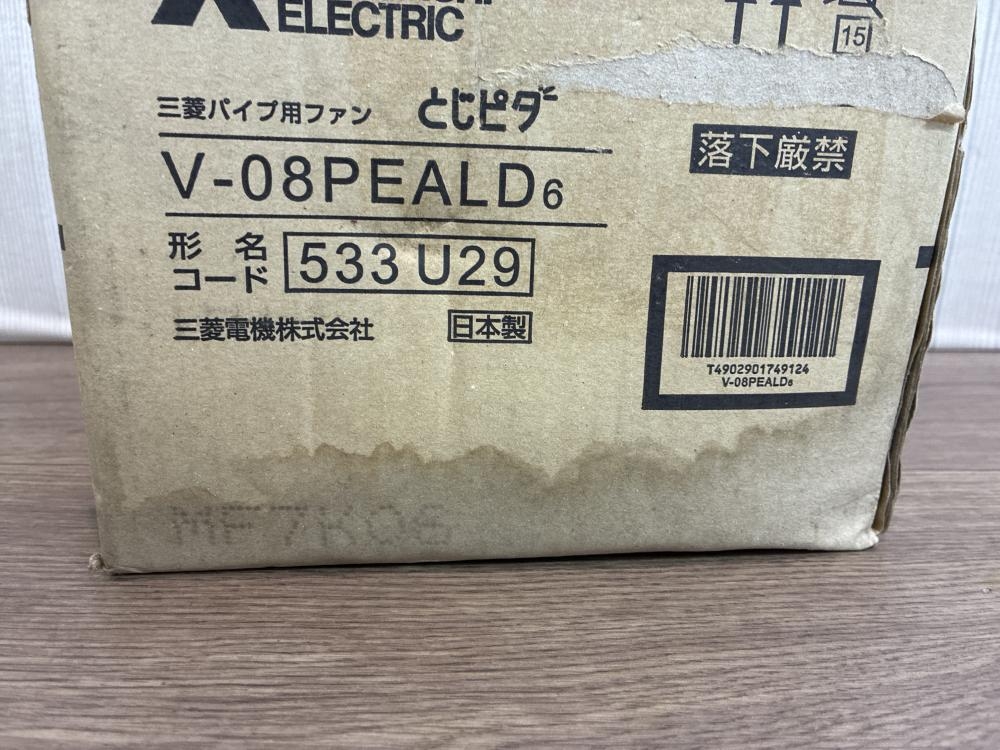 ELECTRIC
15
三菱パイプ用ファン とじピタ
落下厳禁
V-08PEALD6
形名
コード 533 U29
三菱電機株式会社 日本製
T4902901749124
V-08PEALD6